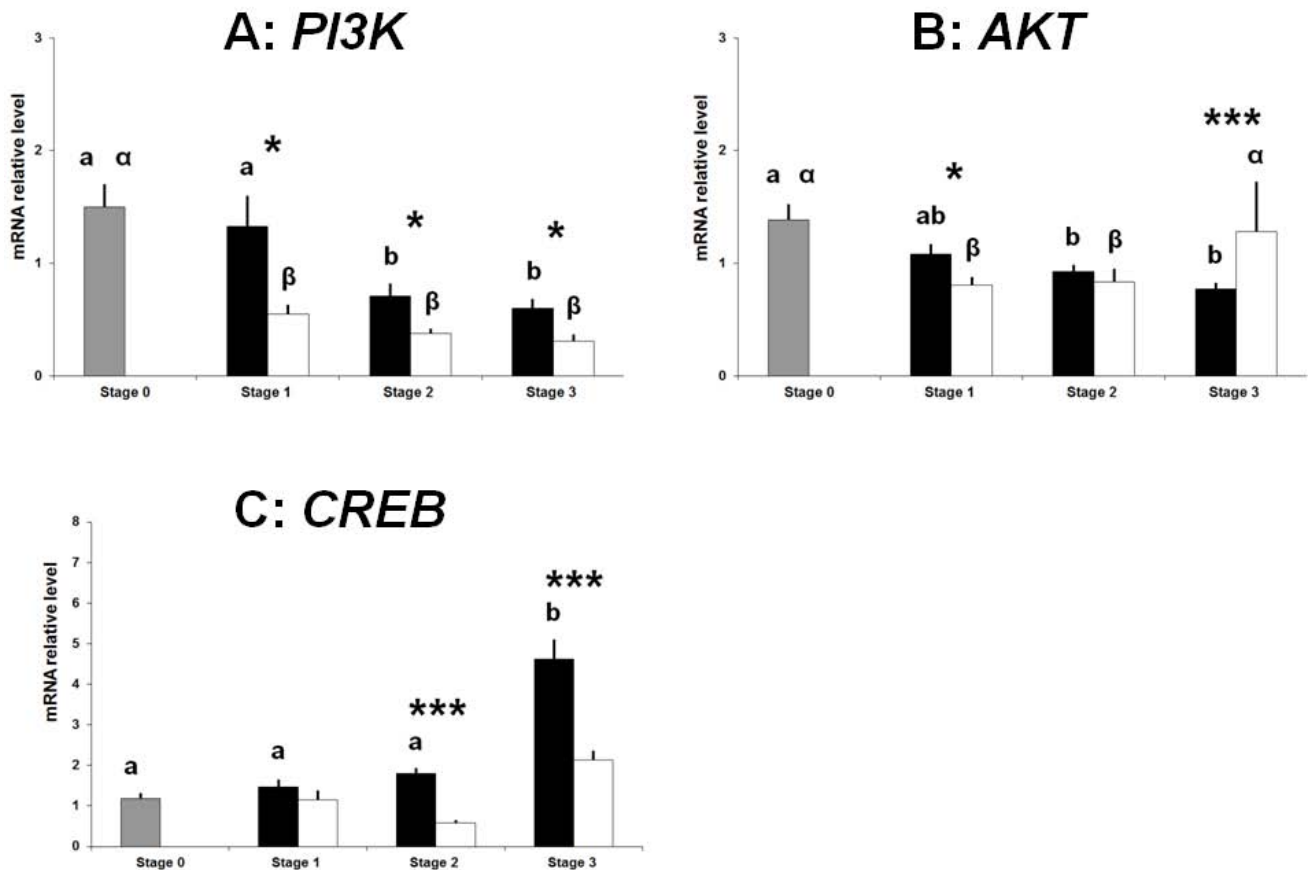 A: PI3K
mRNA relative level
3
2
1
0
a α
a *
β
b *
β
b *
β
Stage 0 Stage 1 Stage 2 Stage 3
B: AKT
mRNA relative level
3
2
1
0
a α
ab *
β
b β
b ***
α
Stage 0 Stage 1 Stage 2 Stage 3
C: CREB
mRNA relative level
8
7
6
5
4
3
2
1
0
a
a
a ***
b ***
Stage 0 Stage 1 Stage 2 Stage 3